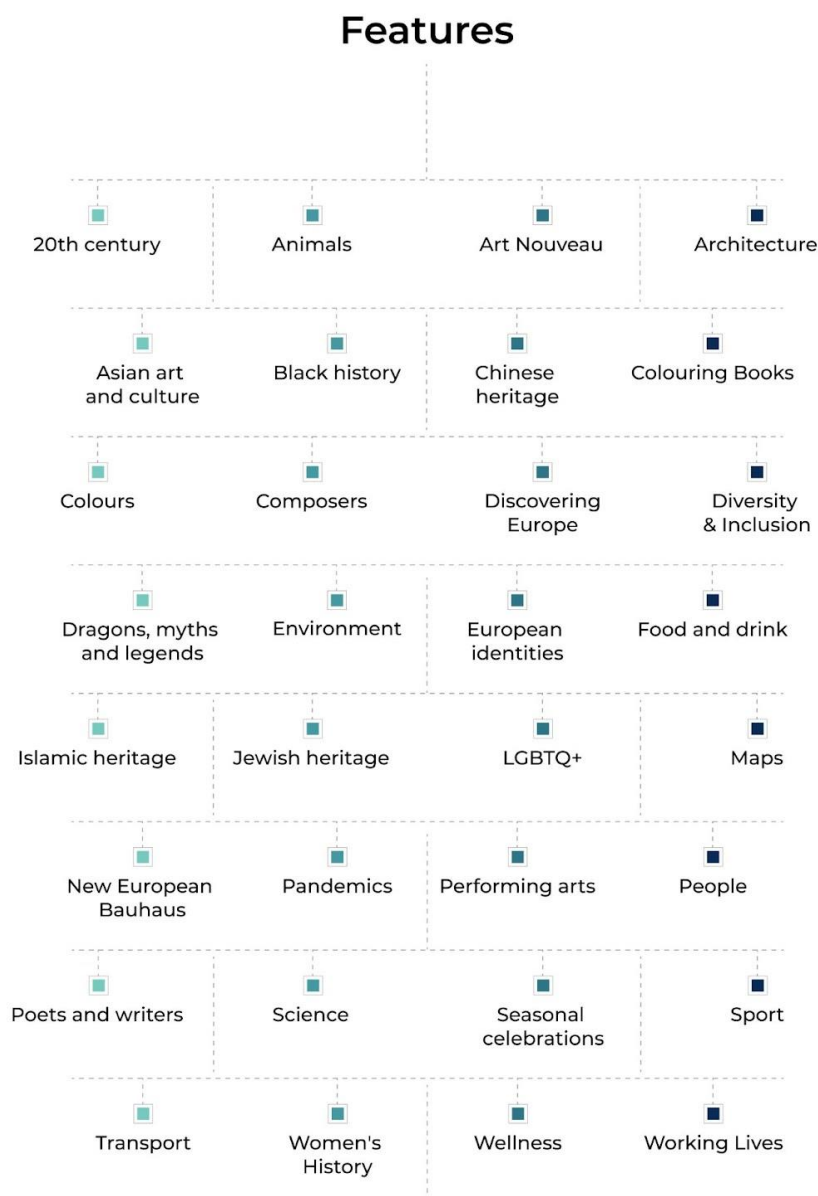 Features
20th century
Animals
Art Nouveau
Architecture
Asian art
and culture
Black history
Chinese
heritage
Colouring Books
Colours
Composers
Discovering
Europe
Diversity
& Inclusion
Dragons, myths
and legends
Environment
European
identities
Food and drink
Islamic heritage
Jewish heritage
LGBTQ+
Maps
New European
Bauhaus
Pandemics
Performing arts
People
Poets and writers
Science
Seasonal
celebrations
Sport
Transport
Women's
History
Wellness
Working Lives